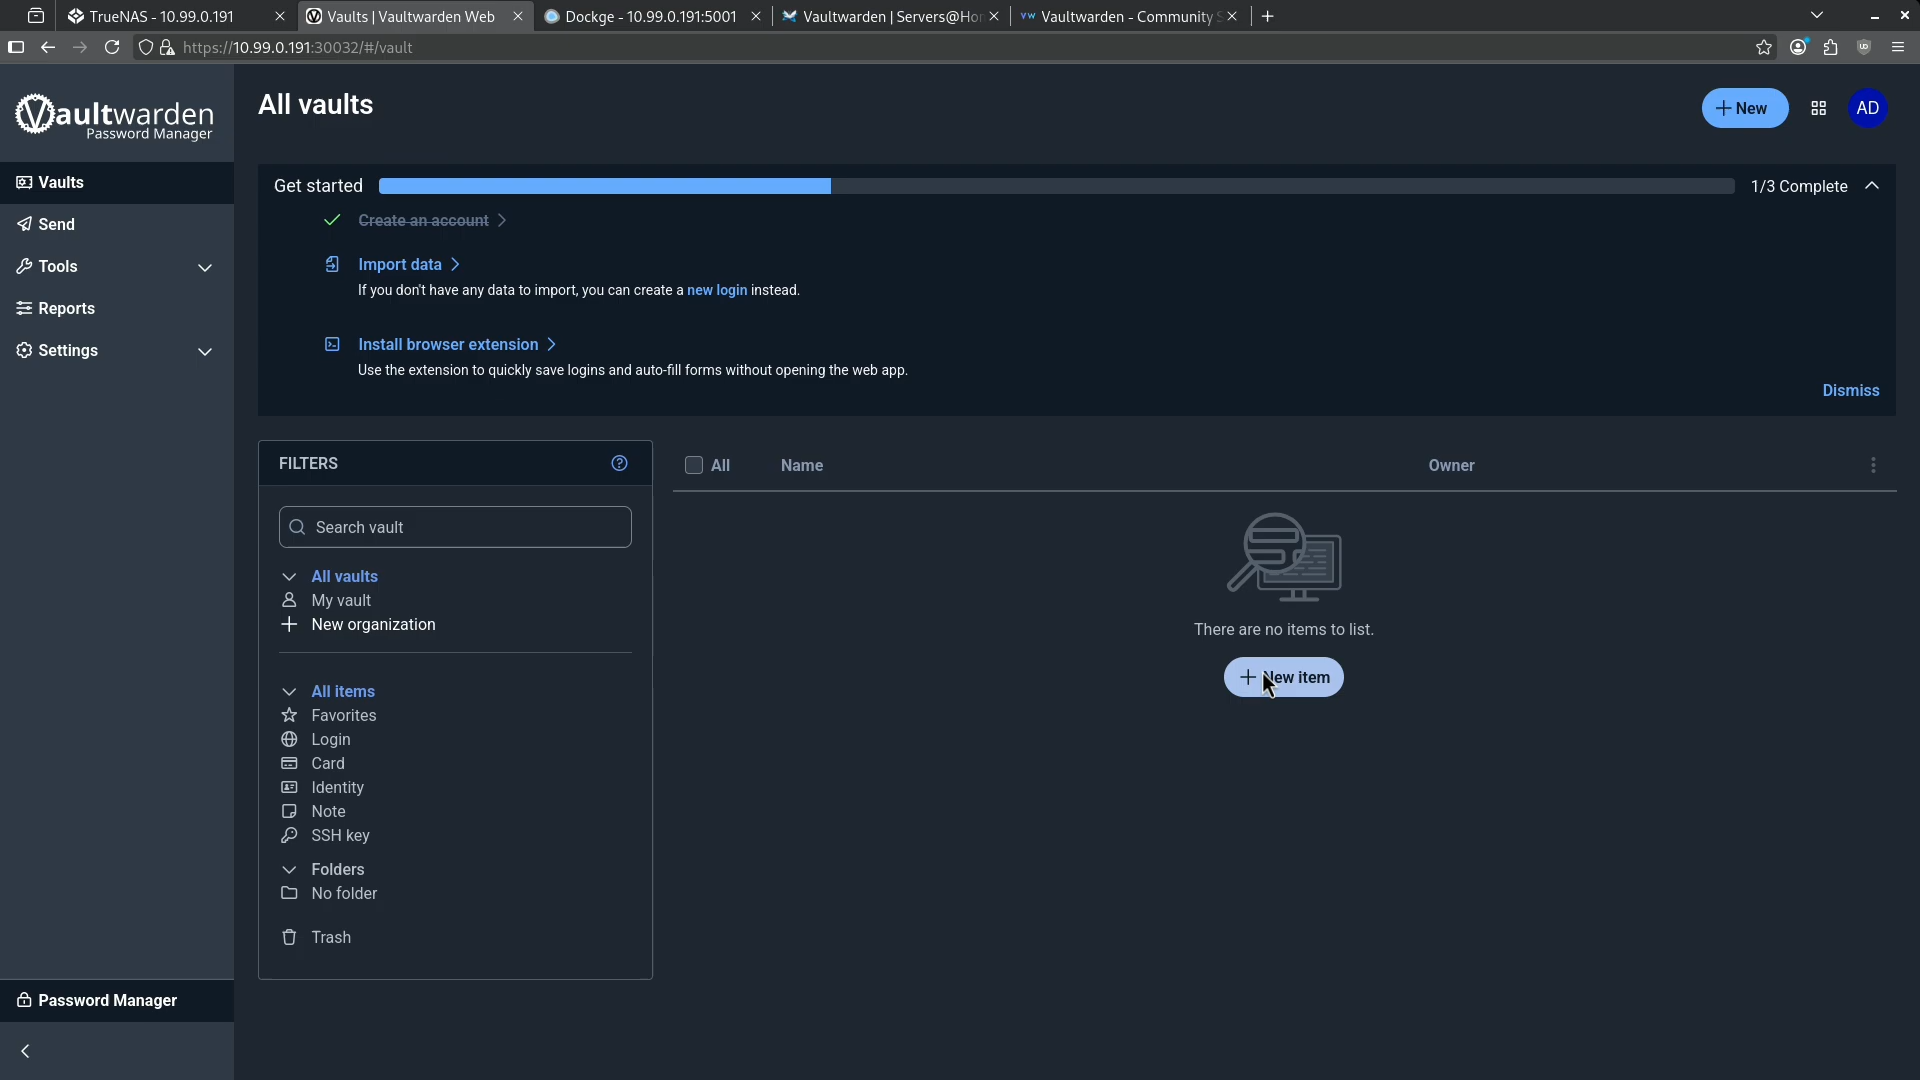 TrueNAS - 10.99.0.191
Vaults | Vaultwarden Web
Dockge - 10.99.0.191:5001
Vaultwarden | Servers@Ho
Vaultwarden - Community
https://10.99.0.191:30032/#/vault
Vaultwarden
Password Manager
Vaults
Send
Tools
Reports
Settings
Password Manager
All vaults
New
AD
Get started
1/3 Complete
Create an account
Import data
If you don't have any data to import, you can create a new login instead.
Install browser extension
Use the extension to quickly save logins and auto-fill forms without opening the web app.
Dismiss
FILTERS
Search vault
All vaults
My vault
New organization
All items
Favorites
Login
Card
Identity
Note
SSH key
Folders
No folder
Trash
All
Name
Owner
There are no items to list.
New item